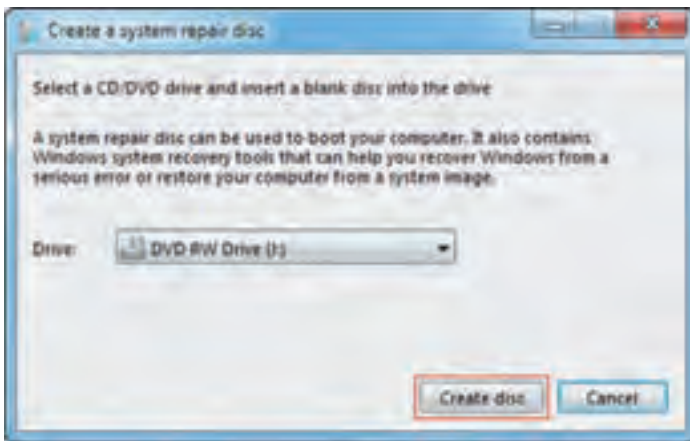 Create a system repair disc
Select a CD/DVD drive and insert a blank disc into the drive
A system repair disc can be used to boot your computer. It also contains
Windows system recovery tools that can help you recover Windows from a
serious error or restore your computer from a system image.
Drive: DVD RW Drive (J:)
Create disc Cancel